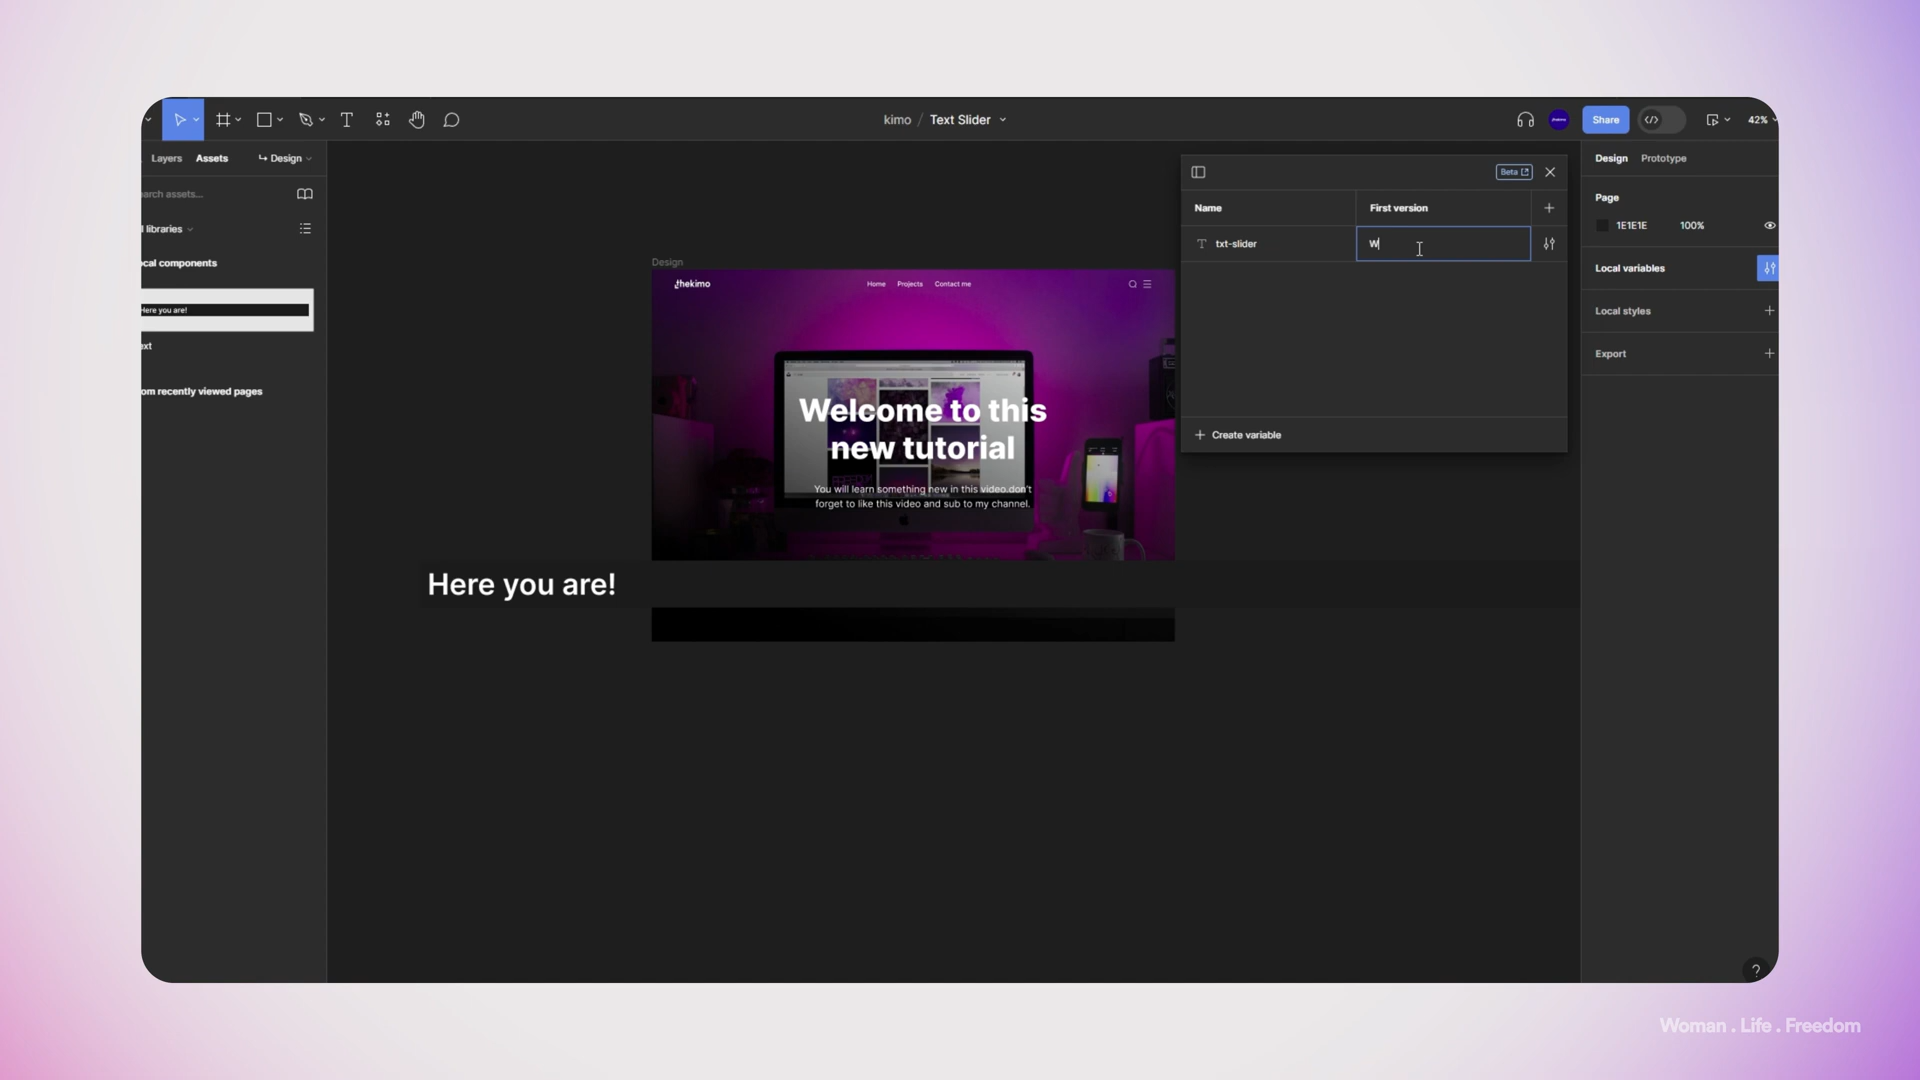 kimo / Text Slider
Share
42%
Layers
Assets
Design
arch assets...
l libraries
cal components
Here you are!
ext
om recently viewed pages
Design
thekimo
Home
Projects
Contact me
Welcome to this
new tutorial
You will learn something new in this video don't
forget to like this video and sub to my channel.
Here you are!
Beta
Name
First version
txt-slider
W
Create variable
Design
Prototype
Page
1E1E1E
100%
Local variables
Local styles
Export
?
Woman . Life . Freedom